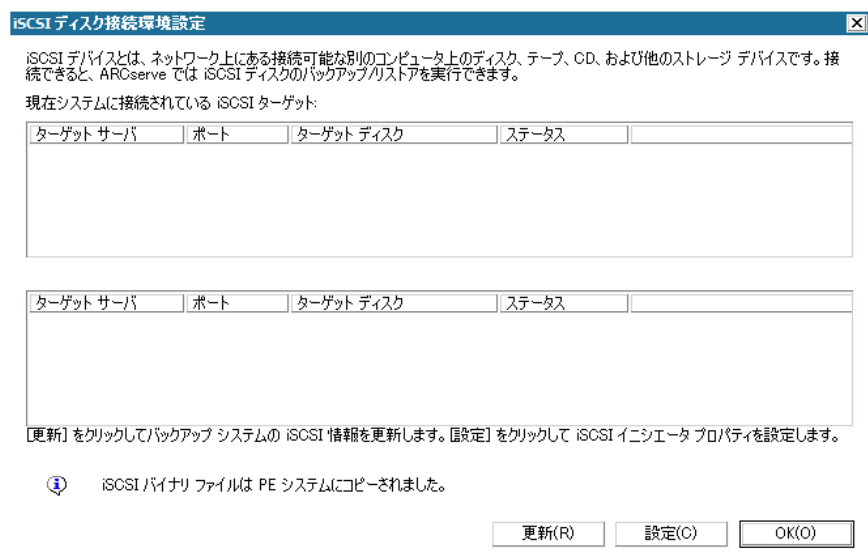 iSCSI ディスク接続環境設定
iSCSI デバイスとは、ネットワーク上にある接続可能な別のコンピュータ上のディスク、テープ、CD、および他のストレージ デバイスです。接
続できると、ARCserve では iSCSI ディスクのバックアップ/リストアを実行できます。
現在システムに接続されている iSCSI ターゲット:
ターゲット サーバ ポート ターゲット ディスク ステータス
ターゲット サーバ ポート ターゲット ディスク ステータス
[更新] をクリックしてバックアップ システムの iSCSI 情報を更新します。[設定] をクリックして iSCSI イニシエータ プロパティを設定します。
iSCSI バイナリ ファイルは PE システムにコピーされました。
更新(R) 設定(C) OK(O)